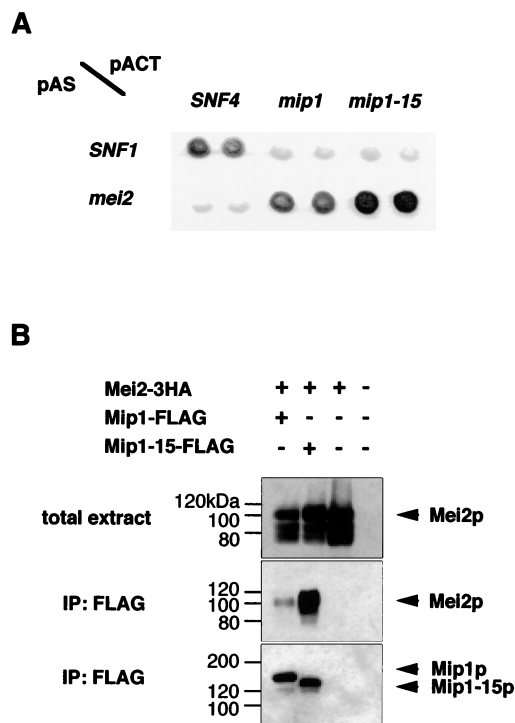 A
pACT
pAS
SNF4 mip1 mip1-15
SNF1
mei2
B
Mei2-3HA + + + -
Mip1-FLAG + - - -
Mip1-15-FLAG - + - -
120kDa
total extract 100 Mei2p
80
120
IP: FLAG 100 Mei2p
80
200 Mip1p
IP: FLAG 120 Mip1-15p
100